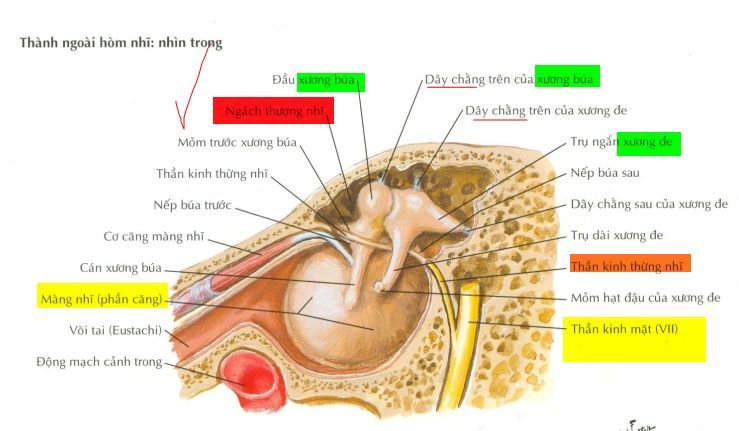 Thành ngoài hòm nhĩ: nhìn trong
Đầu xương búa
Ngách thượng nhĩ
Mỏm trước xương búa
Thần kinh thừng nhĩ
Nếp búa trước
Cơ căng màng nhĩ
Cán xương búa
Màng nhĩ (phần căng)
Vòi tai (Eustachi)
Động mạch cảnh trong
Dây chằng trên của xương búa
Dây chằng trên của xương đe
Trụ ngắn xương đe
Nếp búa sau
Dây chằng sau của xương đe
Trụ dài xương đe
Thần kinh thừng nhĩ
Mỏm hạt đậu của xương đe
Thần kinh mặt (VII)